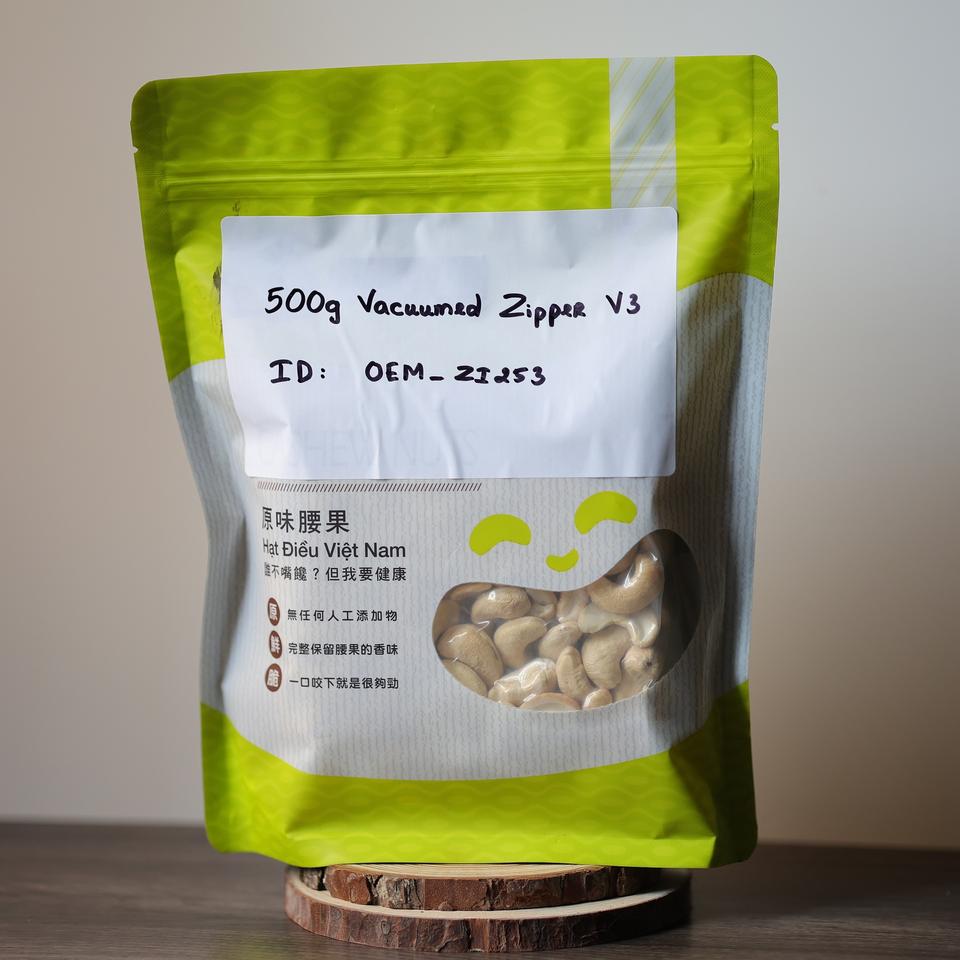 500g Vacuumed Zipper V3
ID: OEM_ZI253
CASHEW NUTS
原味腰果
Hạt Điều Việt Nam
誰不嘴饞？但我要健康
原 無任何人工添加物
鮮 完整保留腰果的香味
脆 一口咬下就是很夠勁